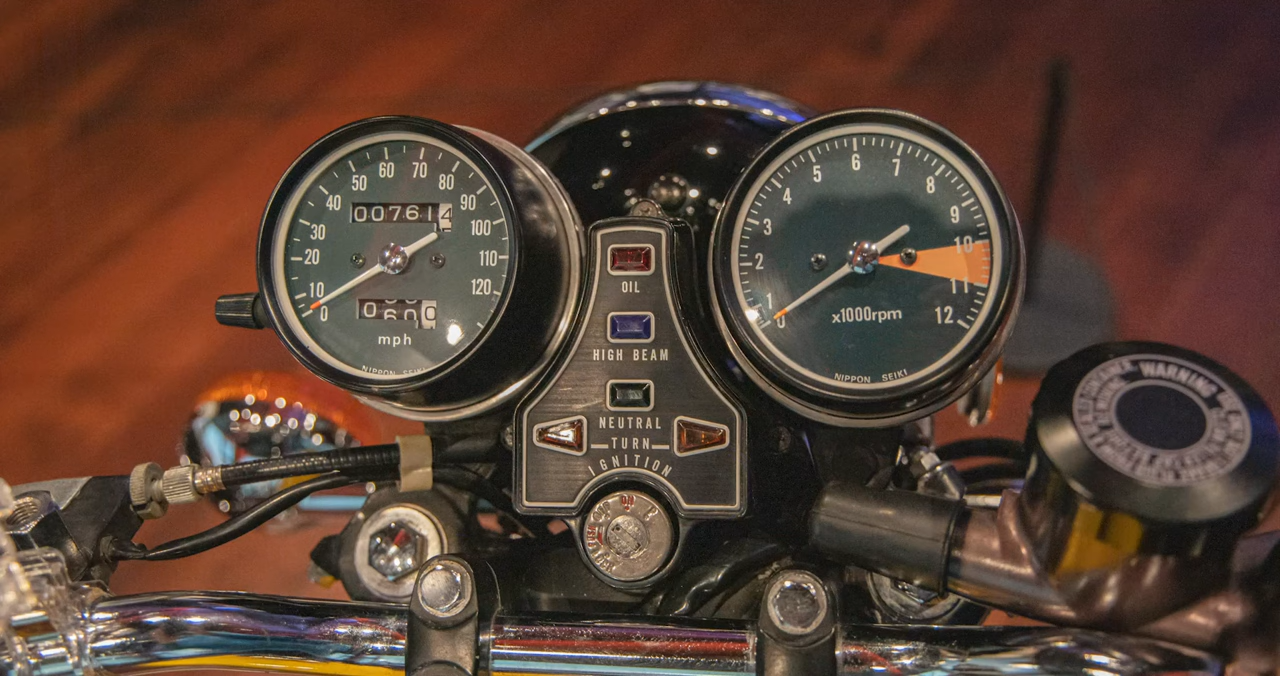 0 10 20 30 40 50 60 70 80 90 100 110 120
007614
0600
mph
NIPPON SEIKI
OIL
HIGH BEAM
NEUTRAL
TURN
IGNITION
0 1 2 3 4 5 6 7 8 9 10 11 12
x1000rpm
NIPPON SEIKI
WARNING